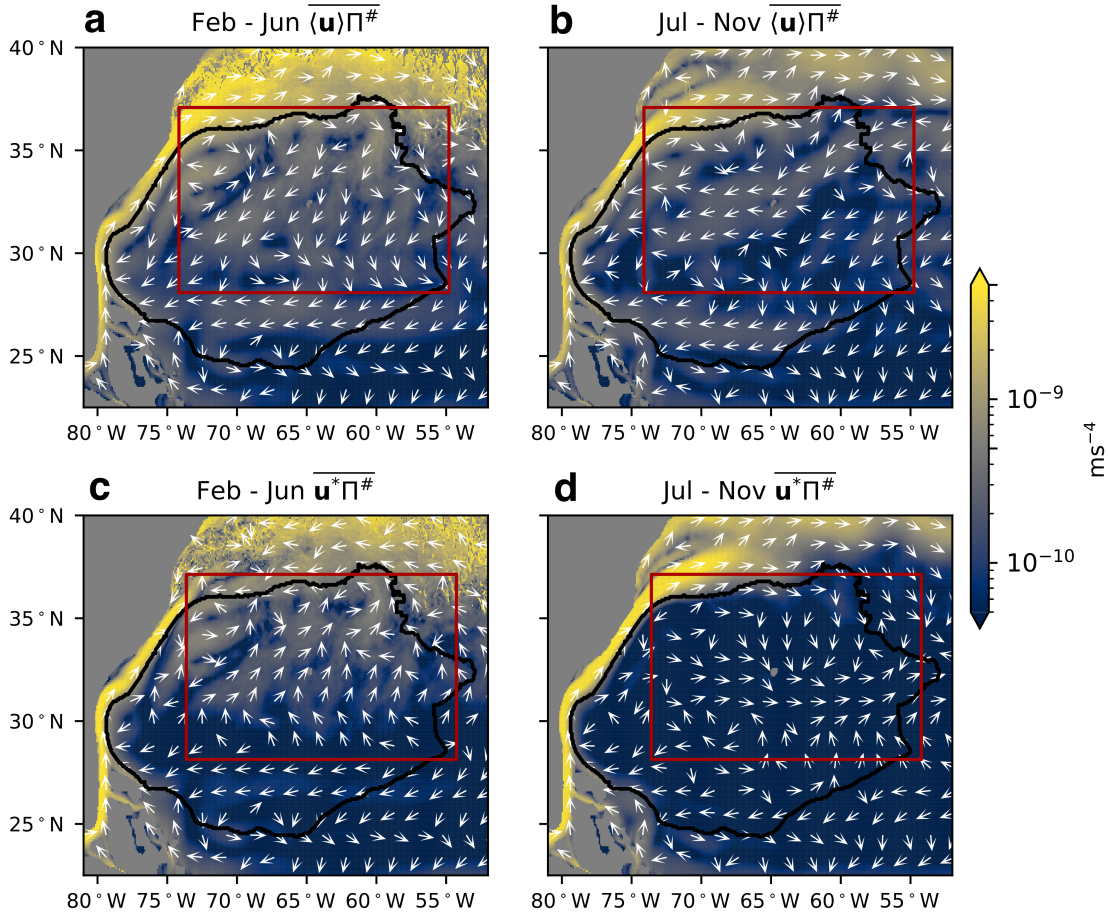 a
Feb - Jun ⟨u⟩Π^#
b
Jul - Nov ⟨u⟩Π^#
40°N
35°N
30°N
25°N
80°W 75°W 70°W 65°W 60°W 55°W
80°W 75°W 70°W 65°W 60°W 55°W
c
Feb - Jun u*Π^#
d
Jul - Nov u*Π^#
40°N
35°N
30°N
25°N
80°W 75°W 70°W 65°W 60°W 55°W
80°W 75°W 70°W 65°W 60°W 55°W
10⁻⁹
10⁻¹⁰
ms⁻⁴